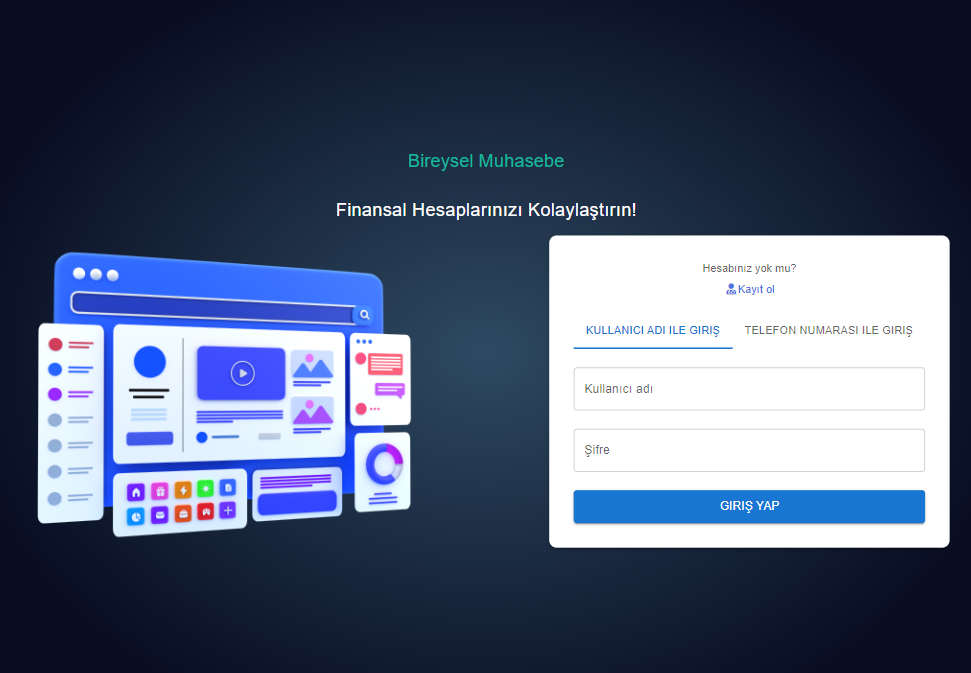 Bireysel Muhasebe
Finansal Hesaplarınızı Kolaylaştırın!
Hesabınız yok mu?
Kayıt ol
KULLANICI ADI ILE GIRIŞ
TELEFON NUMARASI ILE GIRIŞ
Kullanıcı adı
Şifre
GIRIŞ YAP